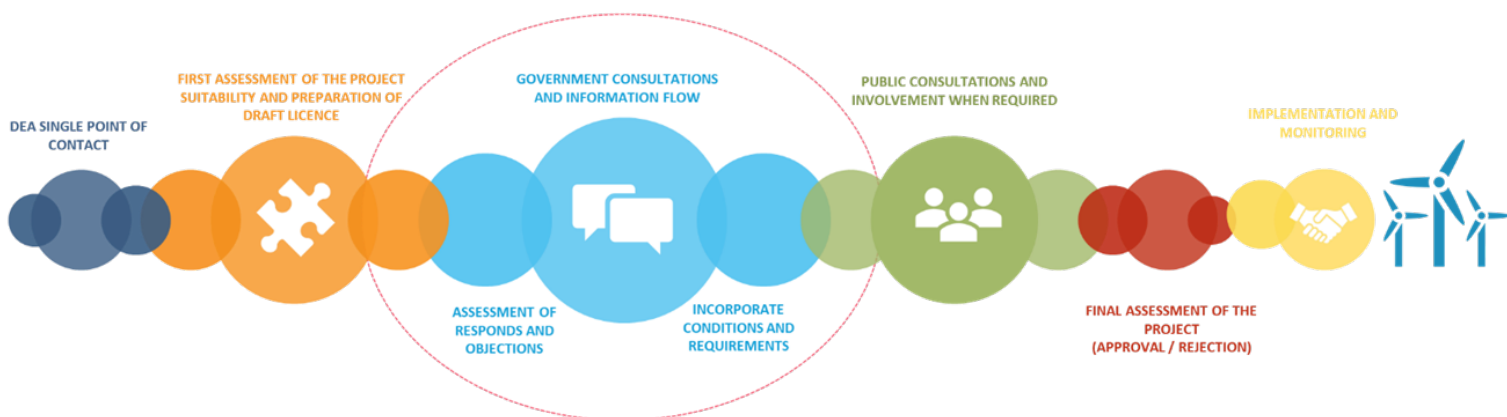 DEA SINGLE POINT OF
CONTACT
FIRST ASSESSMENT OF THE PROJECT
SUITABILITY AND PREPARATION OF
DRAFT LICENCE
GOVERNMENT CONSULTATIONS
AND INFORMATION FLOW
ASSESSMENT OF
RESPONDS AND
OBJECTIONS
INCORPORATE
CONDITIONS AND
REQUIREMENTS
PUBLIC CONSULTATIONS AND
INVOLVEMENT WHEN REQUIRED
FINAL ASSESSMENT OF THE
PROJECT
(APPROVAL / REJECTION)
IMPLEMENTATION AND
MONITORING